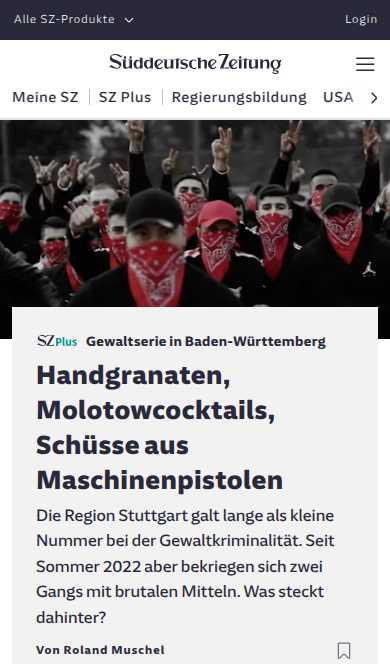 Alle SZ-Produkte
Login
Süddeutsche Zeitung
Meine SZ
SZ Plus
Regierungsbildung
USA
SZ Plus Gewaltserie in Baden-Württemberg
Handgranaten,
Molotowcocktails,
Schüsse aus
Maschinenpistolen
Die Region Stuttgart galt lange als kleine
Nummer bei der Gewaltkriminalität. Seit
Sommer 2022 aber bekriegen sich zwei
Gangs mit brutalen Mitteln. Was steckt
dahinter?
Von Roland Muschel